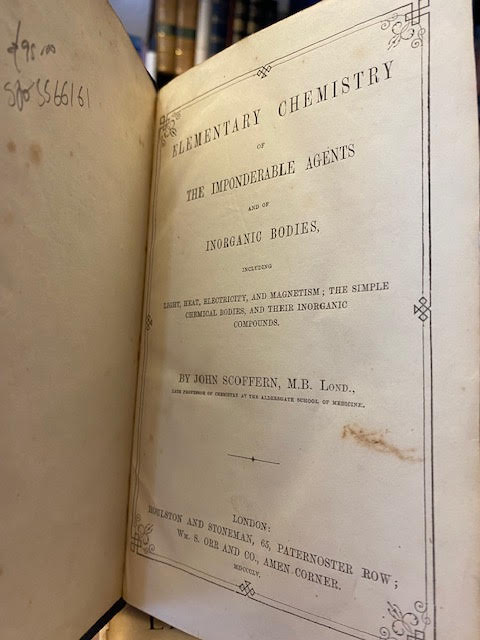 £95.00
ELEMENTARY CHEMISTRY
OF
THE IMPONDERABLE AGENTS
AND OF
INORGANIC BODIES,
INCLUDING
LIGHT, HEAT, ELECTRICITY, AND MAGNETISM; THE SIMPLE
CHEMICAL BODIES, AND THEIR INORGANIC
COMPOUNDS.
BY JOHN SCOFFERN, M.B. LOND.,
LATE PROFESSOR OF CHEMISTRY AT THE ALDERSGATE SCHOOL OF MEDICINE.
LONDON:
HOULSTON AND STONEMAN, 65, PATERNOSTER ROW;
WM. S. ORR AND CO., AMEN CORNER.
MDCCCLV.